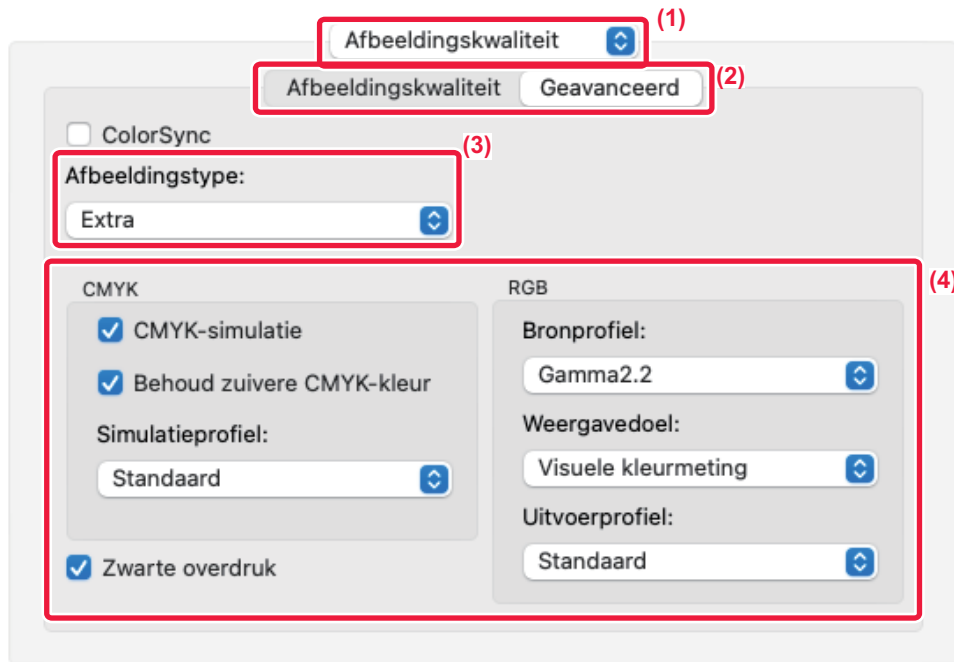 (1)
Afbeeldingskwaliteit
(2)
Afbeeldingskwaliteit Geavanceerd
ColorSync
(3)
Afbeeldingstype:
Extra
(4)
CMYK
CMYK-simulatie
Behoud zuivere CMYK-kleur
Simulatieprofiel:
Standaard
Zwarte overdruk
RGB
Bronprofiel:
Gamma2.2
Weergavedoel:
Visuele kleurmeting
Uitvoerprofiel:
Standaard